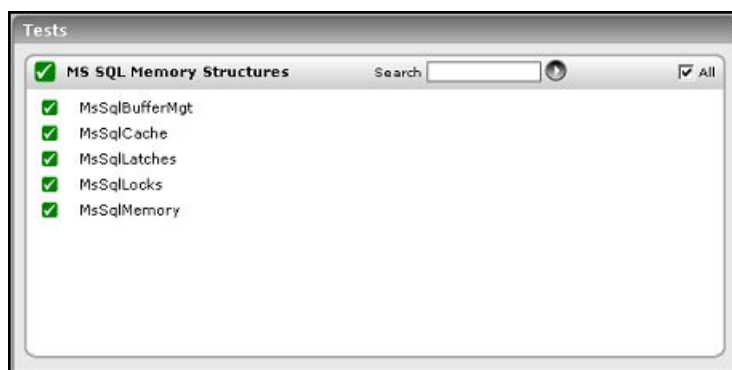 Tests
MS SQL Memory Structures Search All
MsSqlBufferMgt
MsSqlCache
MsSqlLatches
MsSqlLocks
MsSqlMemory